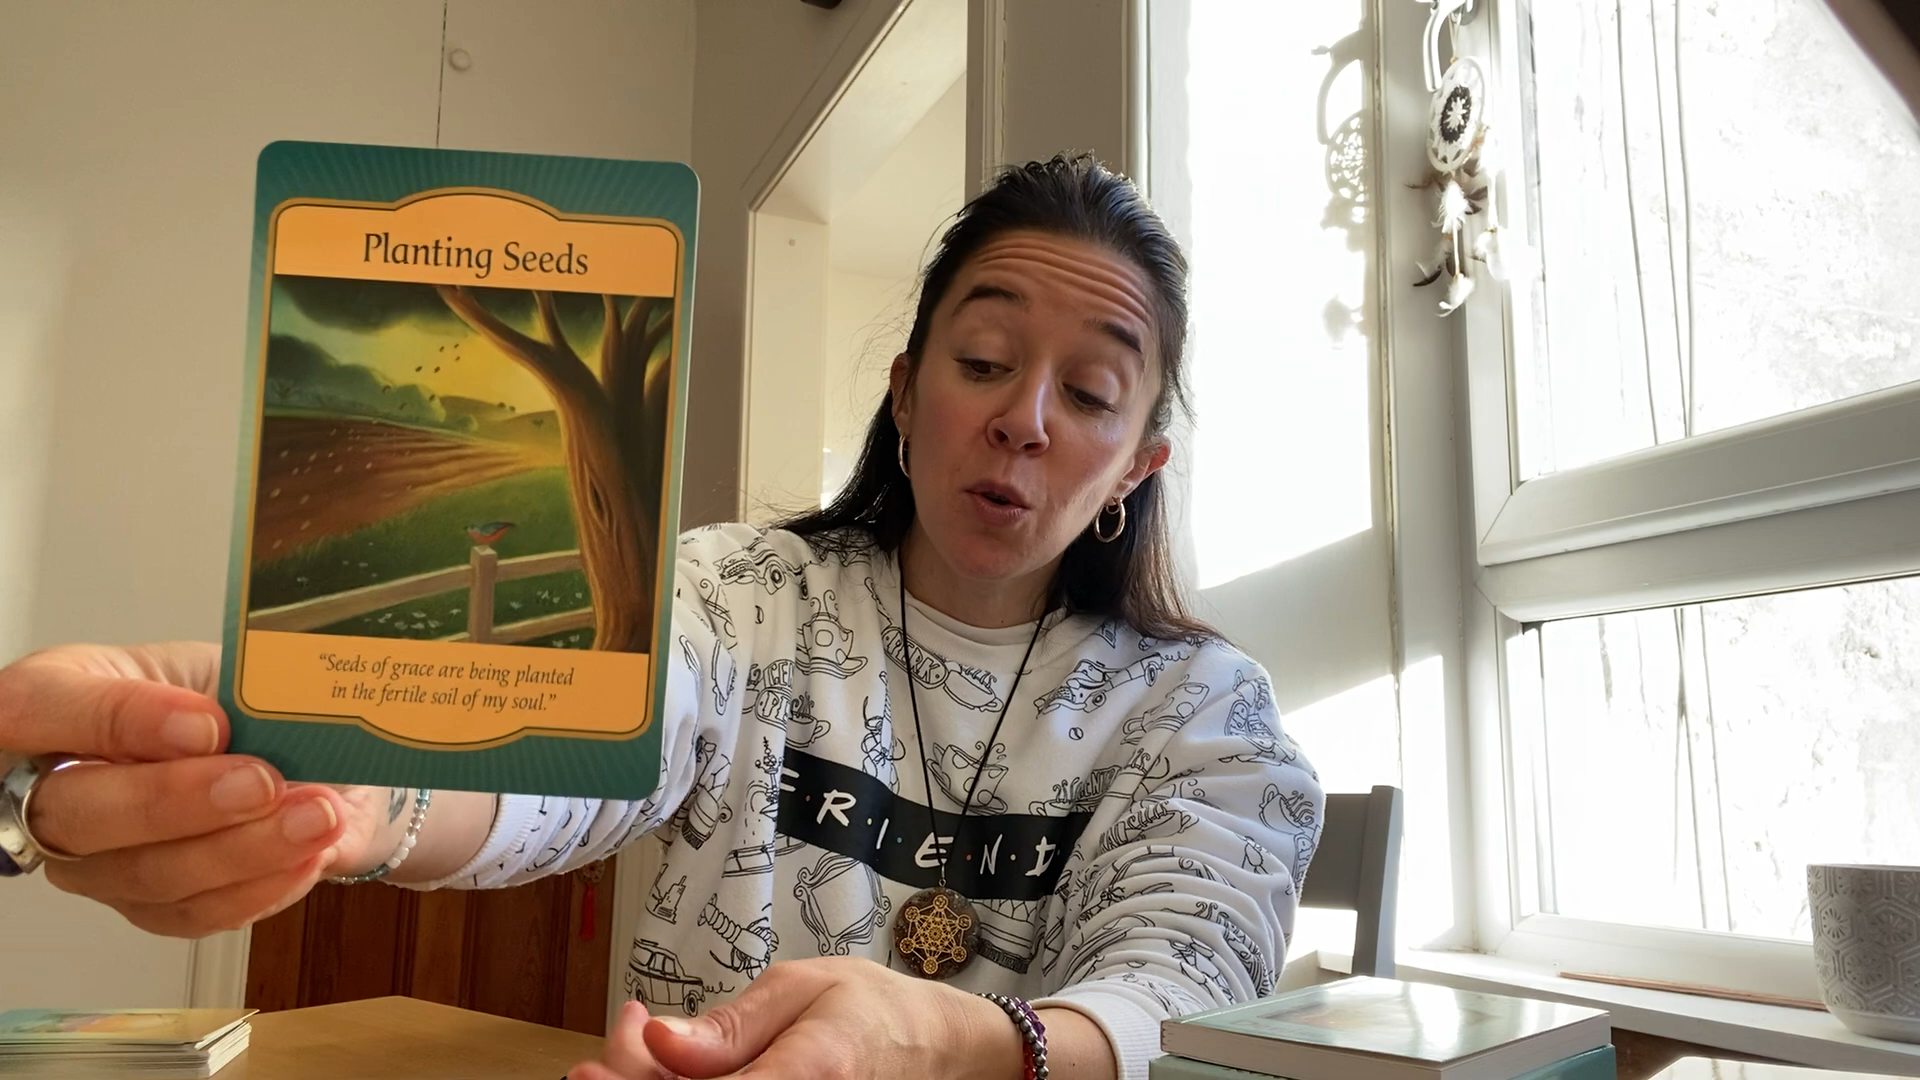 Planting Seeds
“Seeds of grace are being planted
in the fertile soil of my soul.”
F·R·I·E·N·D